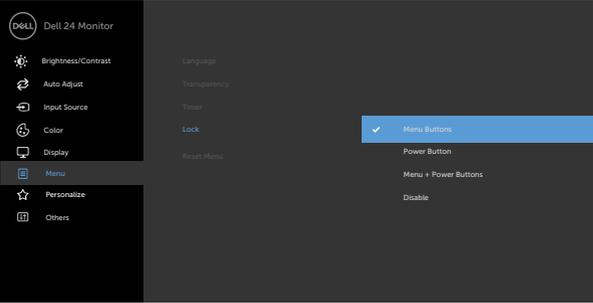 DELL Dell 24 Monitor
Brightness/Contrast
Auto Adjust
Input Source
Color
Display
Menu
Personalize
Others
Language
Transparency
Timer
Lock
Reset Menu
Menu Buttons
Power Button
Menu + Power Buttons
Disable